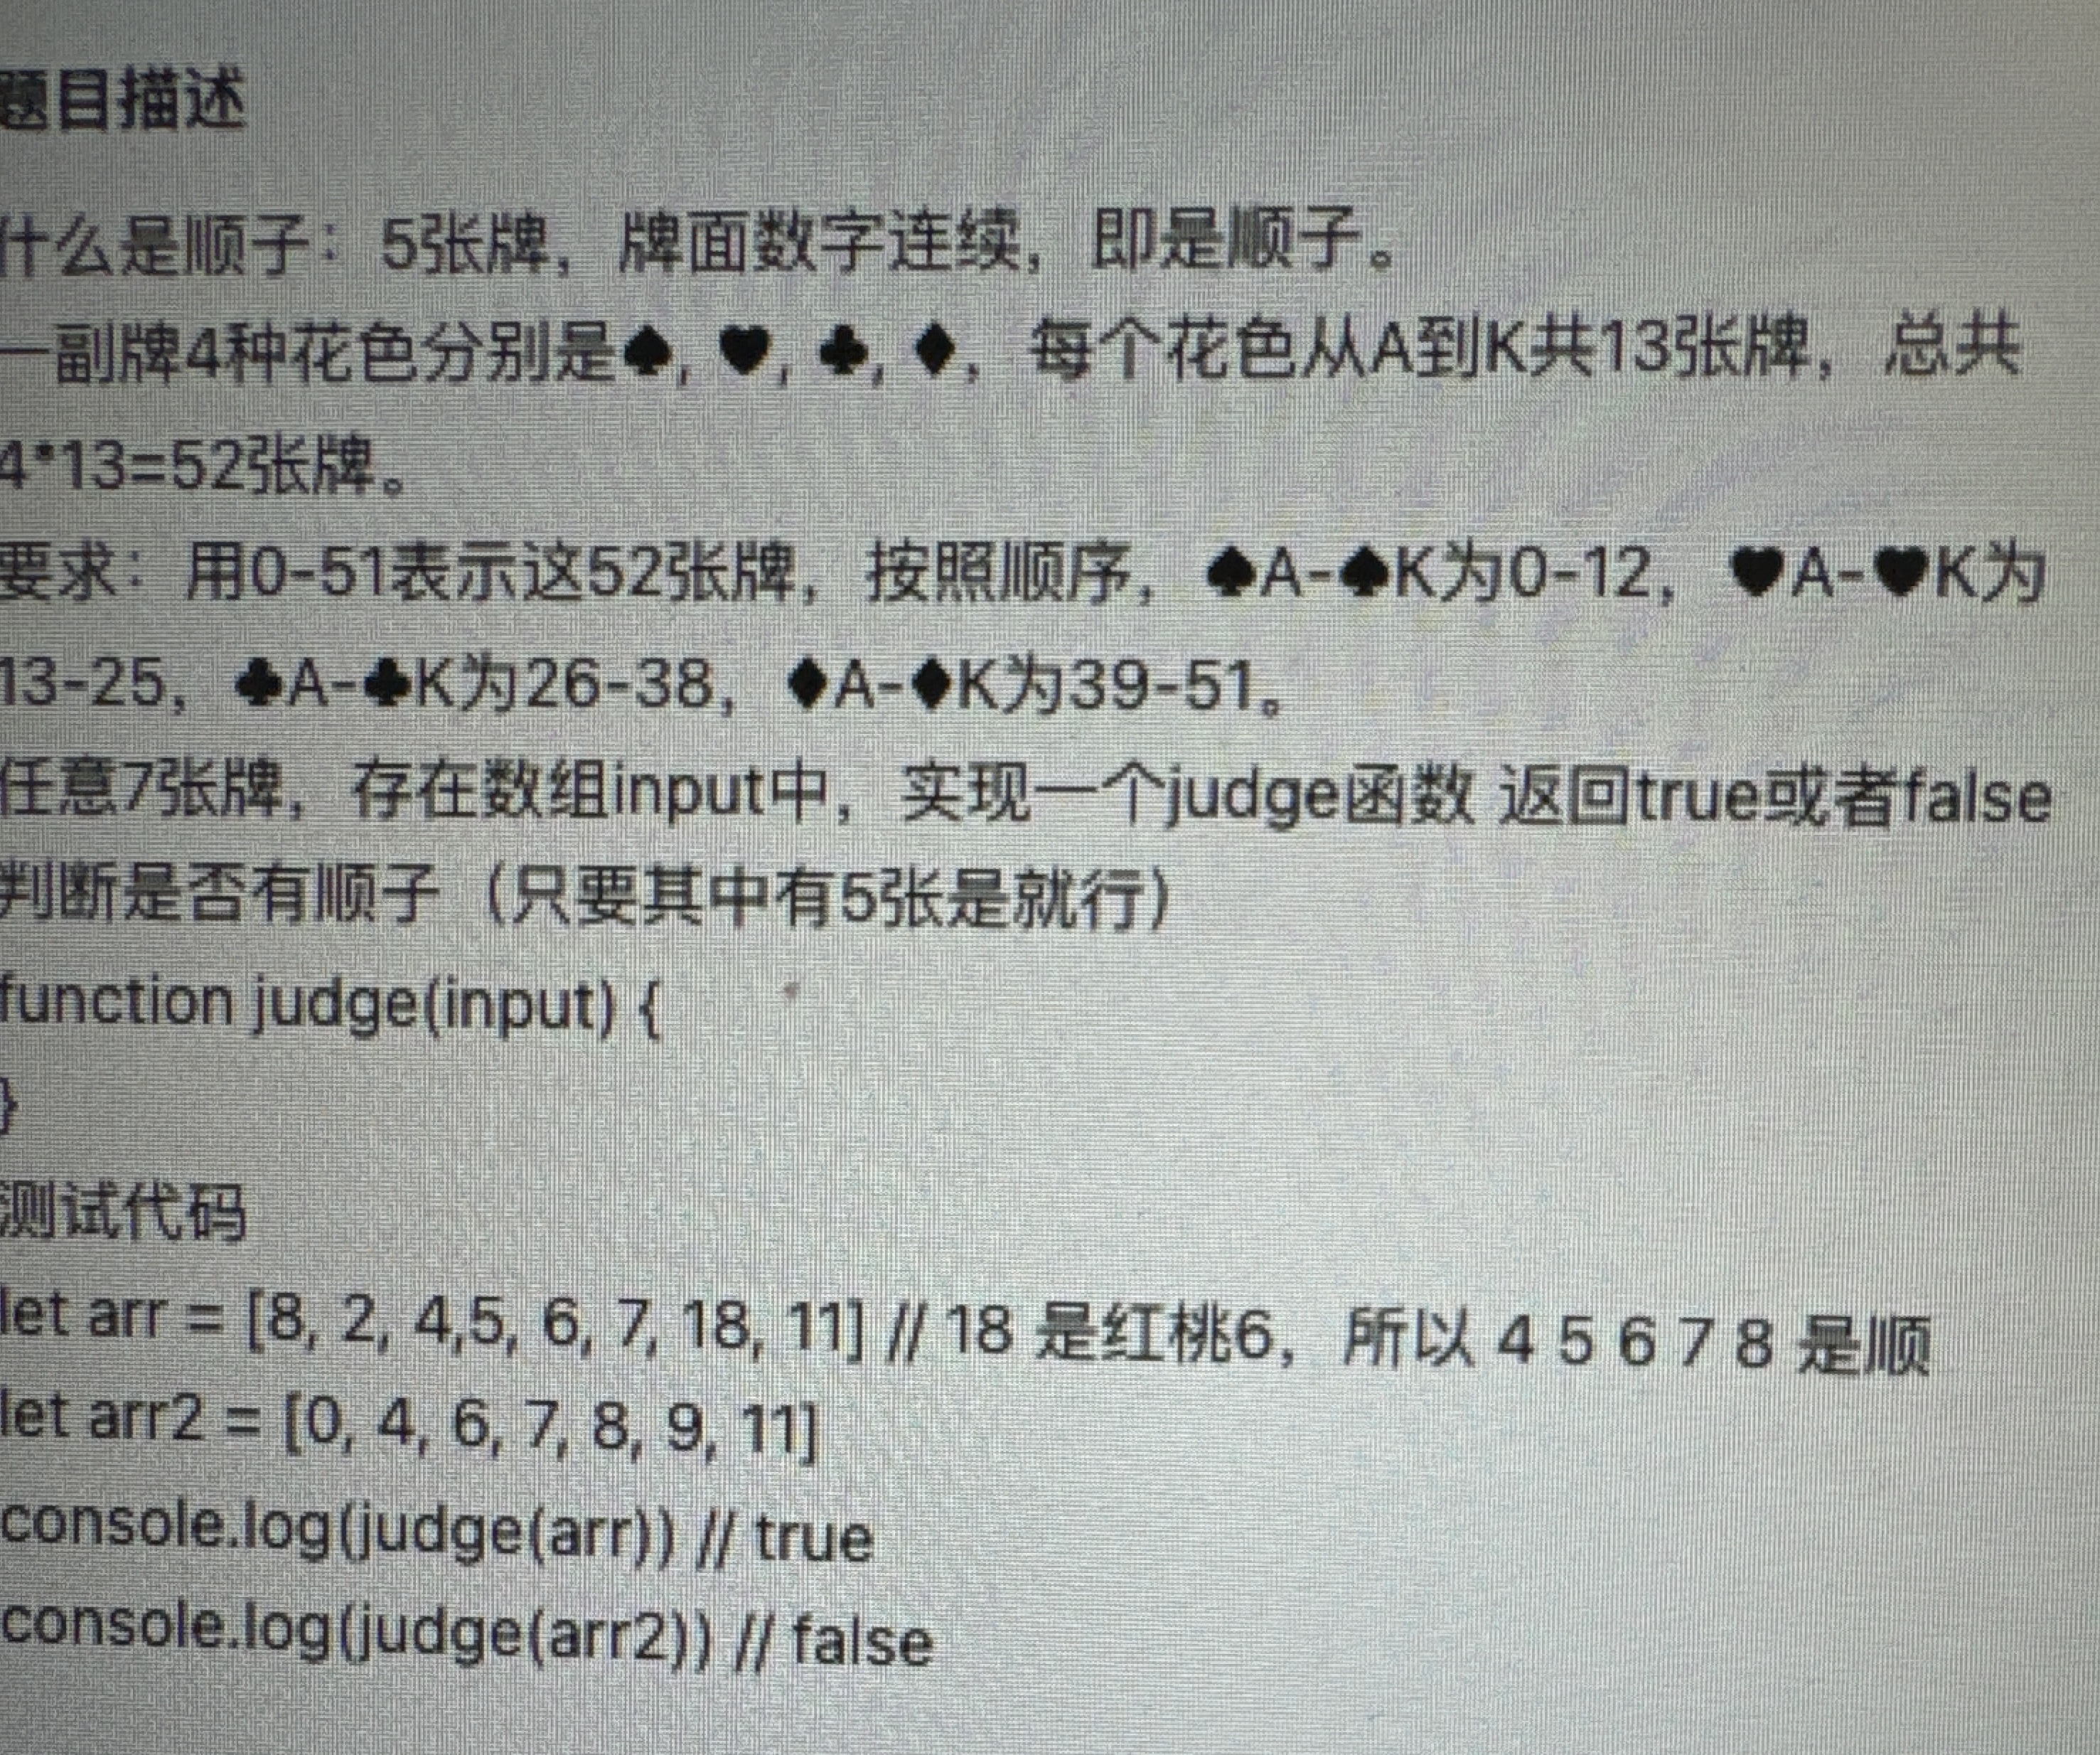 题目描述
什么是顺子：5张牌，牌面数字连续，即是顺子。
一副牌4种花色分别是♠, ♥, ♣, ♦，每个花色从A到K共13张牌，总共
4*13=52张牌。
要求：用0-51表示这52张牌，按照顺序，♠A-♠K为0-12，♥A-♥K为
13-25，♣A-♣K为26-38，♦A-♦K为39-51。
任意7张牌，存在数组input中，实现一个judge函数 返回true或者false
判断是否有顺子（只要其中有5张是就行）
function judge(input) {
}
测试代码
let arr = [8, 2, 4,5, 6, 7, 18, 11] // 18 是红桃6，所以 4 5 6 7 8 是顺
let arr2 = [0, 4, 6, 7, 8, 9, 11]
console.log(judge(arr)) // true
console.log(judge(arr2)) // false